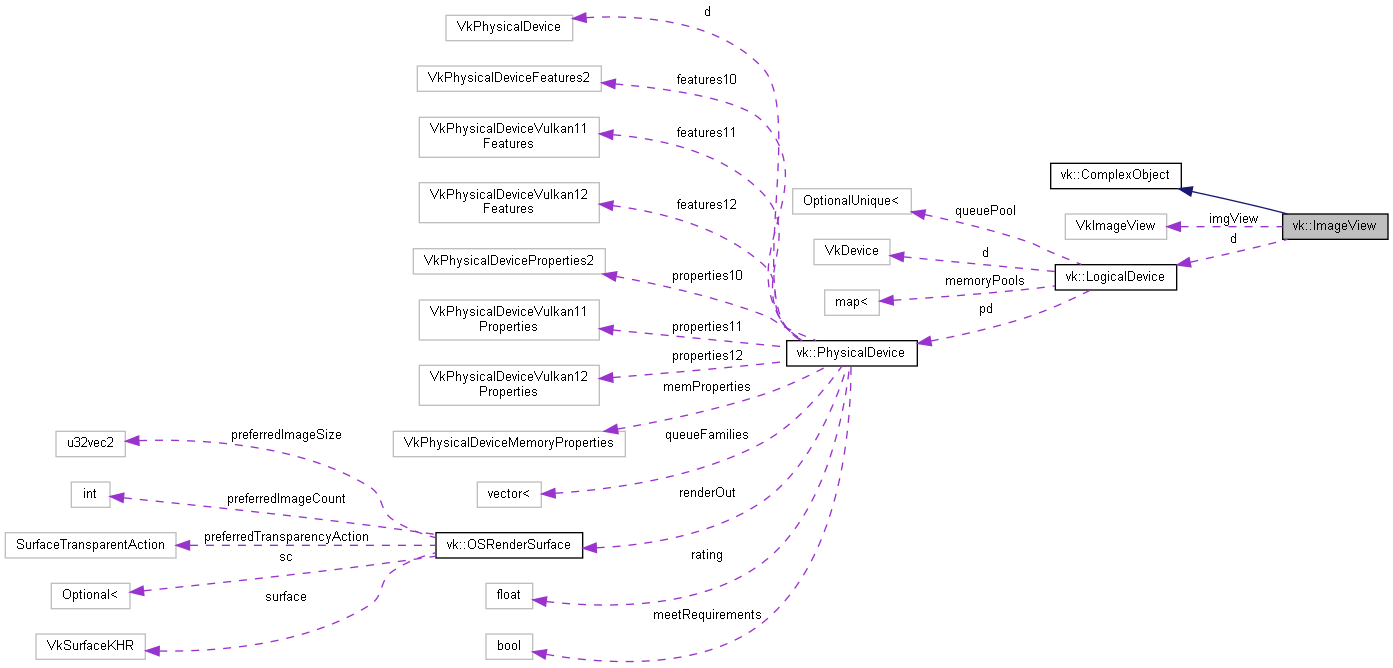 d
VkPhysicalDevice
features10
VkPhysicalDeviceFeatures2
features11
VkPhysicalDeviceVulkan11
Features
features12
VkPhysicalDeviceVulkan12
Features
properties10
VkPhysicalDeviceProperties2
properties11
VkPhysicalDeviceVulkan11
Properties
properties12
VkPhysicalDeviceVulkan12
Properties
memProperties
VkPhysicalDeviceMemoryProperties
queueFamilies
vector<
renderOut
rating
float
meetRequirements
bool
vk::PhysicalDevice
OptionalUnique<
queuePool
VkDevice
d
map<
memoryPools
pd
vk::ComplexObject
VkImageView
imgView
vk::ImageView
d
vk::LogicalDevice
u32vec2
preferredImageSize
int
preferredImageCount
SurfaceTransparentAction
preferredTransparencyAction
sc
Optional<
surface
VkSurfaceKHR
vk::OSRenderSurface